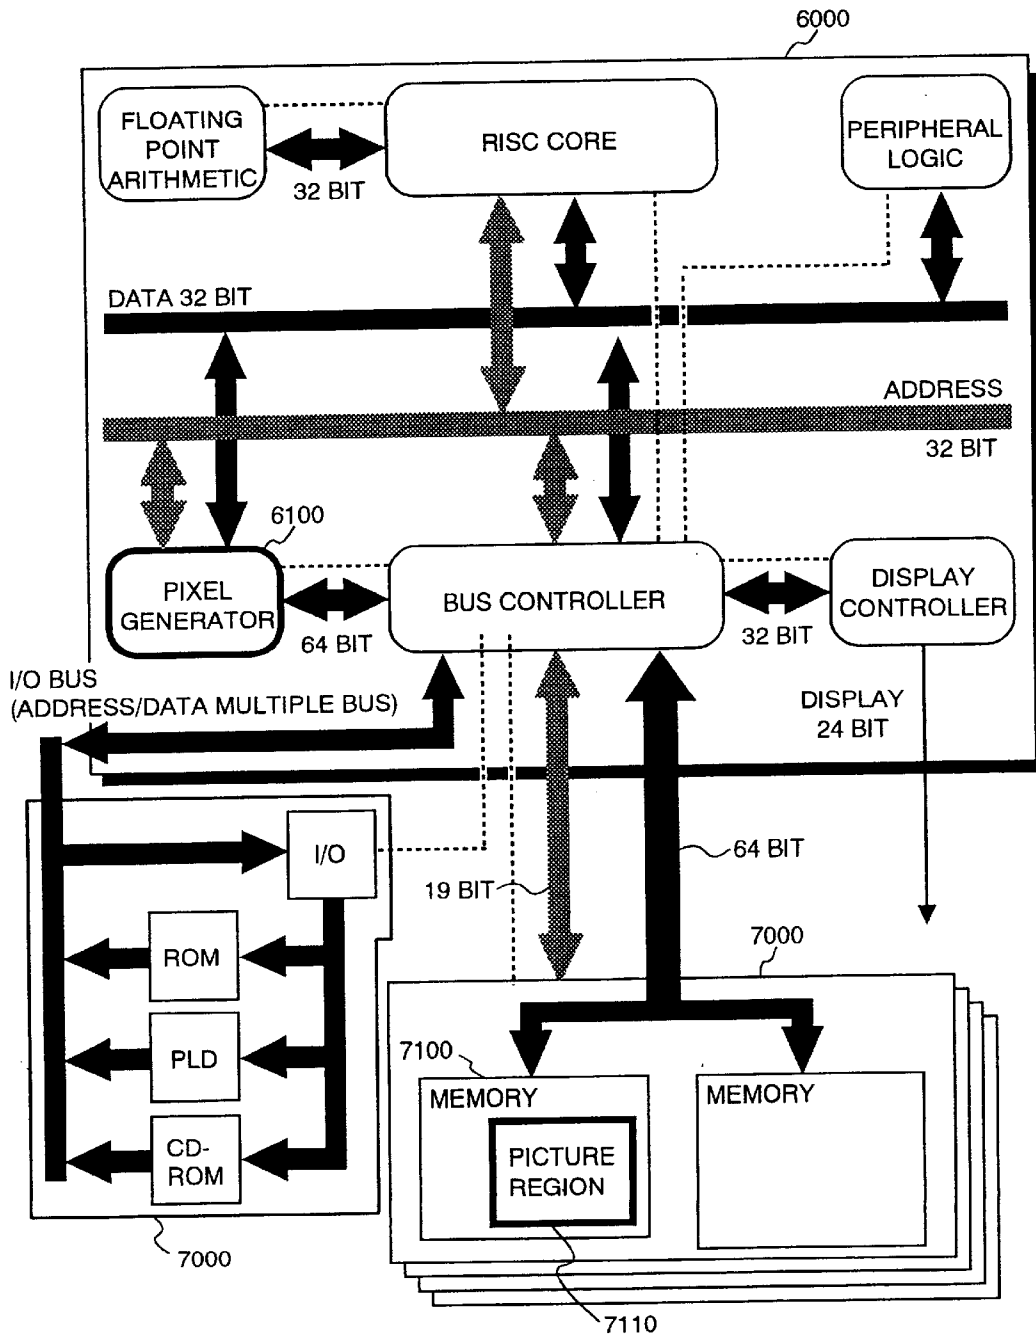 6000
FLOATING
POINT
ARITHMETIC
32 BIT
RISC CORE
PERIPHERAL
LOGIC
DATA 32 BIT
ADDRESS
32 BIT
6100
PIXEL
GENERATOR
64 BIT
BUS CONTROLLER
32 BIT
DISPLAY
CONTROLLER
I/O BUS
(ADDRESS/DATA MULTIPLE BUS)
DISPLAY
24 BIT
I/O
64 BIT
19 BIT
ROM
7000
PLD
7100
MEMORY
MEMORY
CD-
ROM
PICTURE
REGION
7000
7110